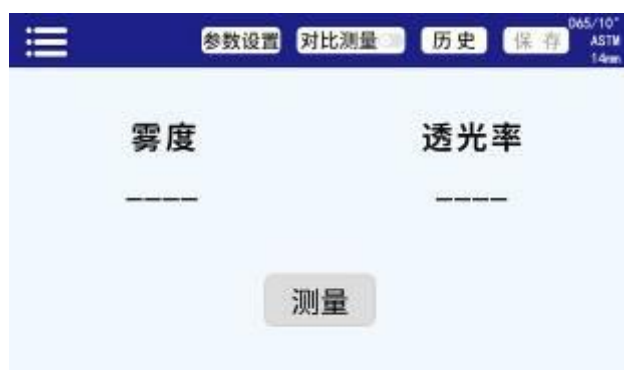 参数设置 对比测量 历史 保存 D65/10°
ASTM
14mm
雾度 透光率
---- ----
测量